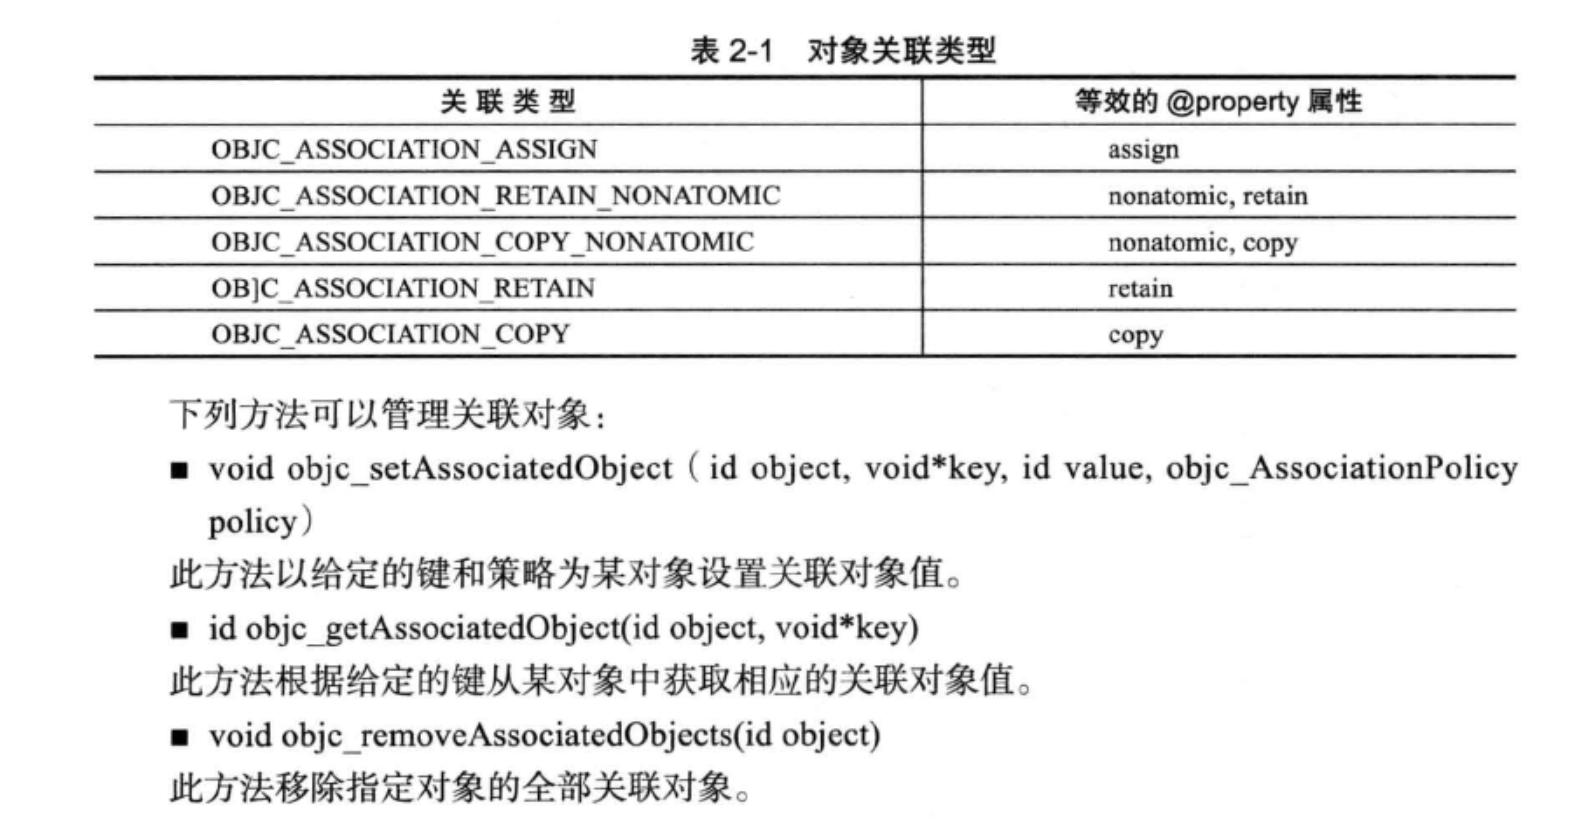 表 2-1 对象关联类型
关 联 类 型 等效的 @property 属性
OBJC_ASSOCIATION_ASSIGN assign
OBJC_ASSOCIATION_RETAIN_NONATOMIC nonatomic, retain
OBJC_ASSOCIATION_COPY_NONATOMIC nonatomic, copy
OB]C_ASSOCIATION_RETAIN retain
OBJC_ASSOCIATION_COPY copy
下列方法可以管理关联对象：
■ void objc_setAssociatedObject（id object, void*key, id value, objc_AssociationPolicy
policy）
此方法以给定的键和策略为某对象设置关联对象值。
■ id objc_getAssociatedObject(id object, void*key)
此方法根据给定的键从某对象中获取相应的关联对象值。
■ void objc_removeAssociatedObjects(id object)
此方法移除指定对象的全部关联对象。